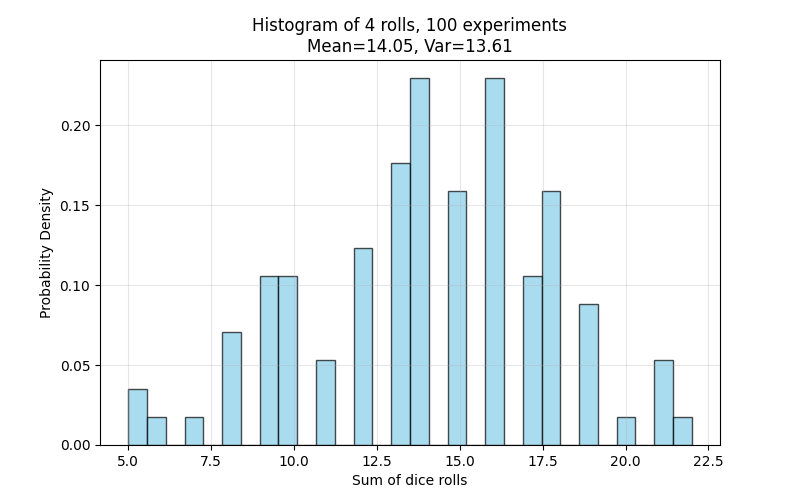 Histogram of 4 rolls, 100 experiments
Mean=14.05, Var=13.61
Probability Density
0.20
0.15
0.10
0.05
0.00
5.0 7.5 10.0 12.5 15.0 17.5 20.0 22.5
Sum of dice rolls